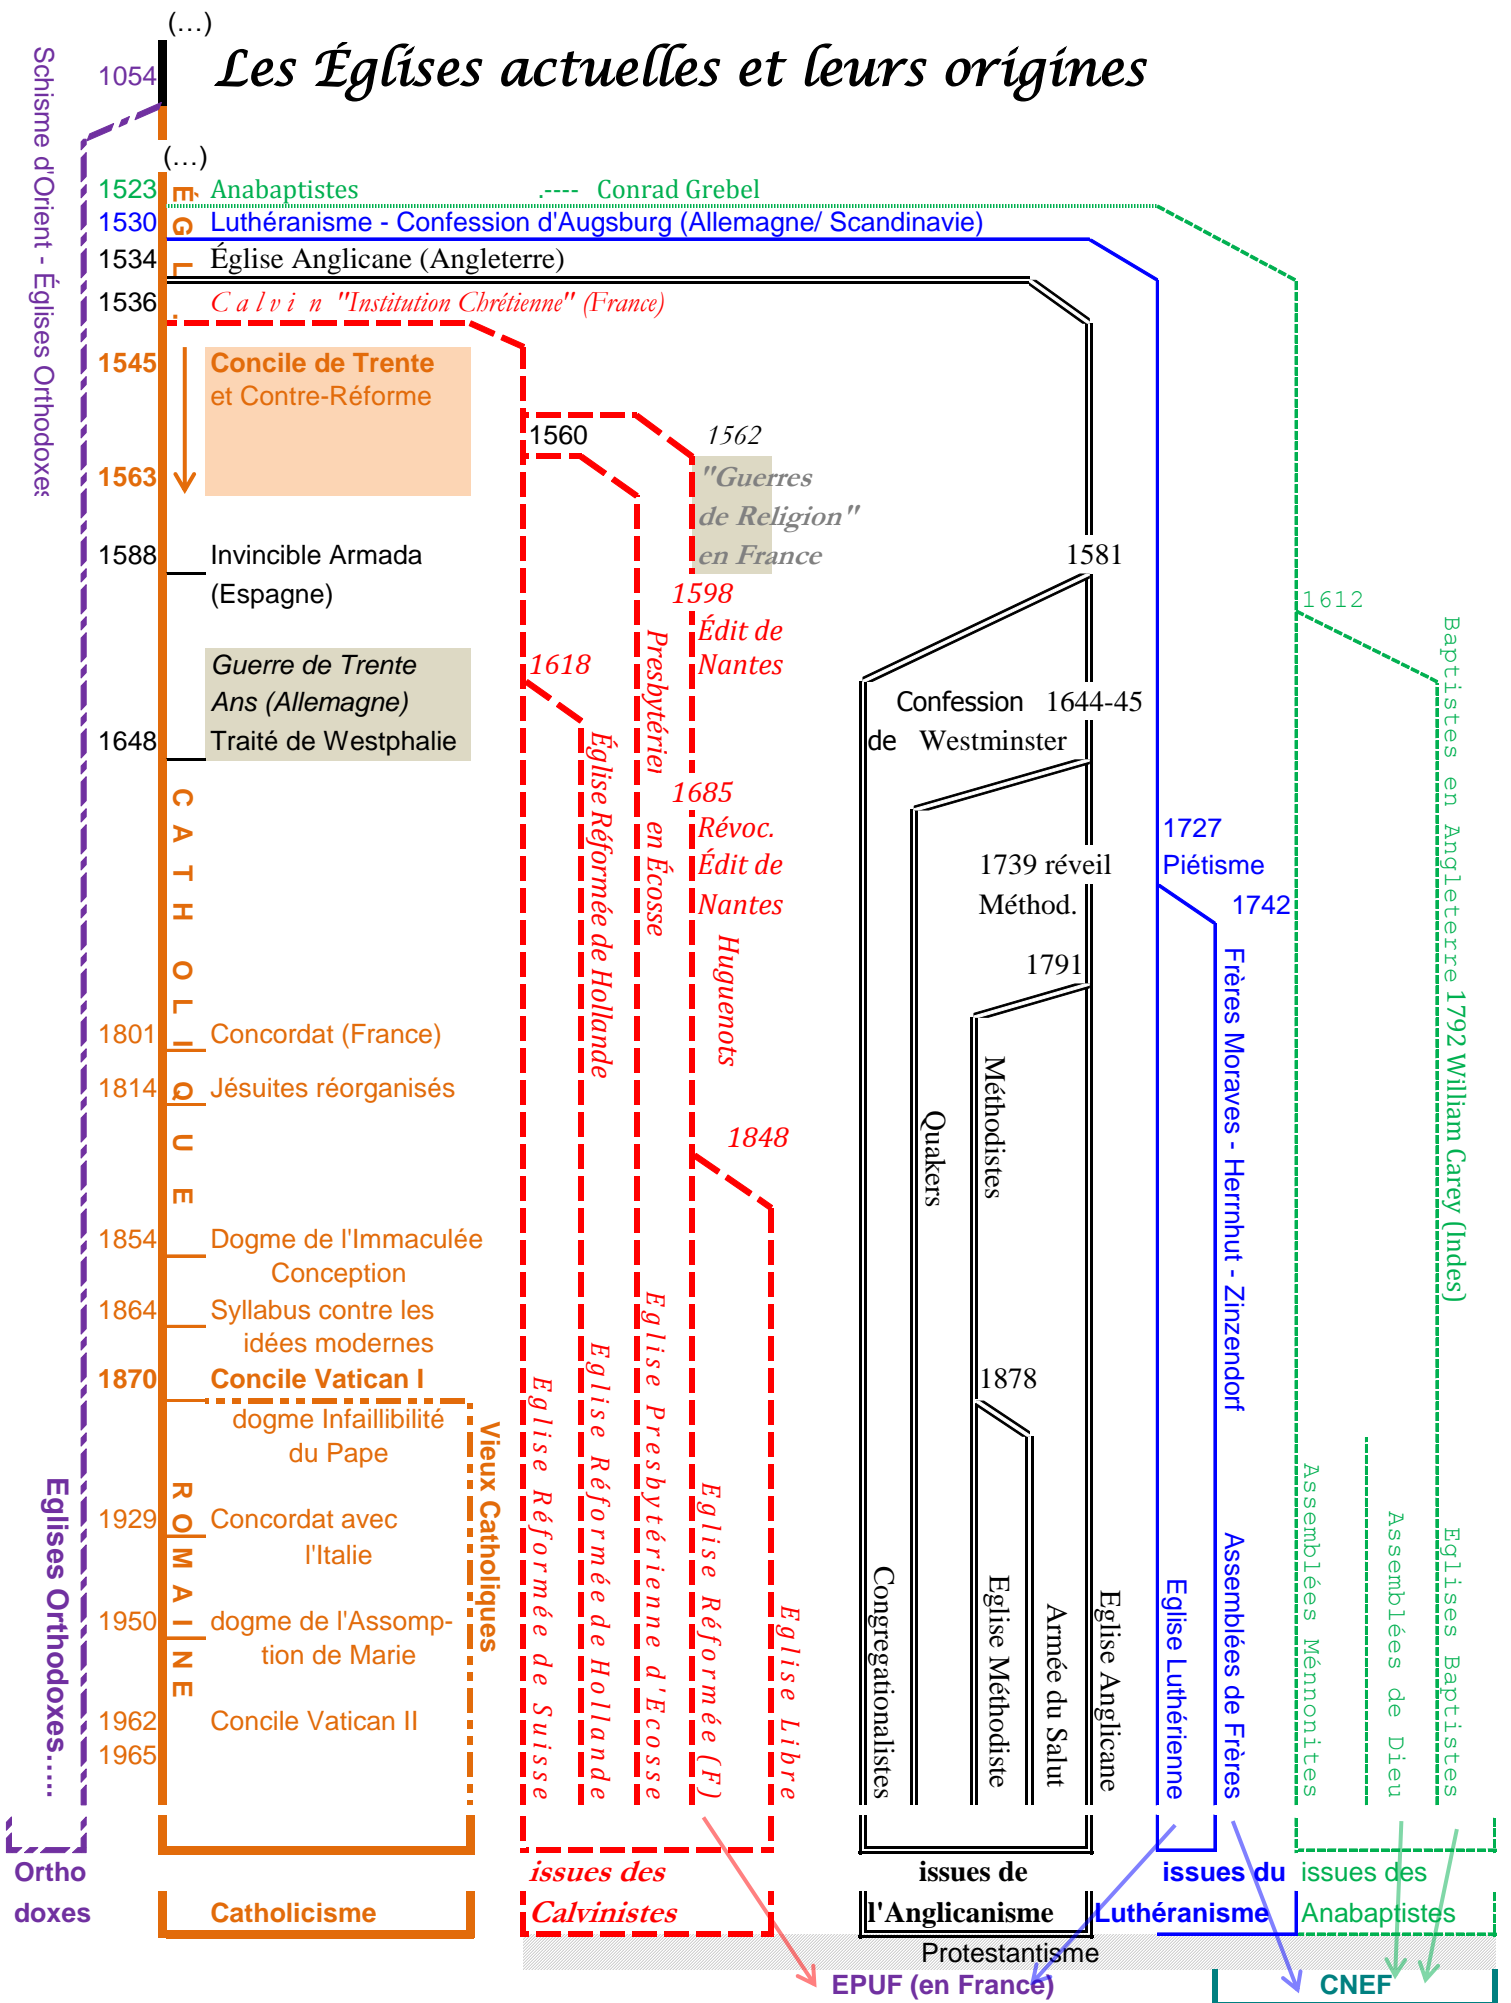 (...)
1054
Les Églises actuelles et leurs origines
Schisme d'Orient - Églises Orthodoxes
(...)
1523 Anabaptistes .---- Conrad Grebel
1530 Luthéranisme - Confession d'Augsburg (Allemagne/ Scandinavie)
1534 Église Anglicane (Angleterre)
1536 Calvin "Institution Chrétienne" (France)
ÉGL.
1545 Concile de Trente
et Contre-Réforme
1563
1560
1562
"Guerres
de Religion"
en France
1588 Invincible Armada
(Espagne)
1581
1598
Édit de
Nantes
1612
Guerre de Trente
Ans (Allemagne)
1648 Traité de Westphalie
1618
Presbytérien
en Écosse
Confession 1644-45
de Westminster
Église Réformée de Hollande
1685
Révoc.
Édit de
Nantes
Huguenots
CATHOLIQUE
1727
Piétisme
1739 réveil
Méthod.
1742
1791
Baptistes en Angleterre 1792 William Carey (Indes)
Frères Moraves - Herrnhut - Zinzendorf
1801 Concordat (France)
1814 Jésuites réorganisés
Méthodistes
Quakers
1848
1854 Dogme de l'Immaculée
Conception
1864 Syllabus contre les
idées modernes
1870 Concile Vatican I
dogme Infaillibilité
du Pape
1878
Vieux Catholiques
ROMAINE
1929 Concordat avec
l'Italie
1950 dogme de l'Assomp-
tion de Marie
1962 Concile Vatican II
1965
Eglises Orthodoxes.....
Eglise Réformée de Suisse
Eglise Réformée de Hollande
Eglise Presbytérienne d'Ecosse
Eglise Réformée (F)
Eglise Libre
Congregationalistes
Eglise Méthodiste
Armée du Salut
Eglise Anglicane
Eglise Luthérienne
Assemblées de Frères
Assemblées Ménnonites
Assemblées de Dieu
Eglises Baptistes
Ortho
doxes
Catholicisme
issues des
Calvinistes
issues de
l'Anglicanisme
issues du
Luthéranisme
issues des
Anabaptistes
Protestantisme
EPUF (en France)
CNEF